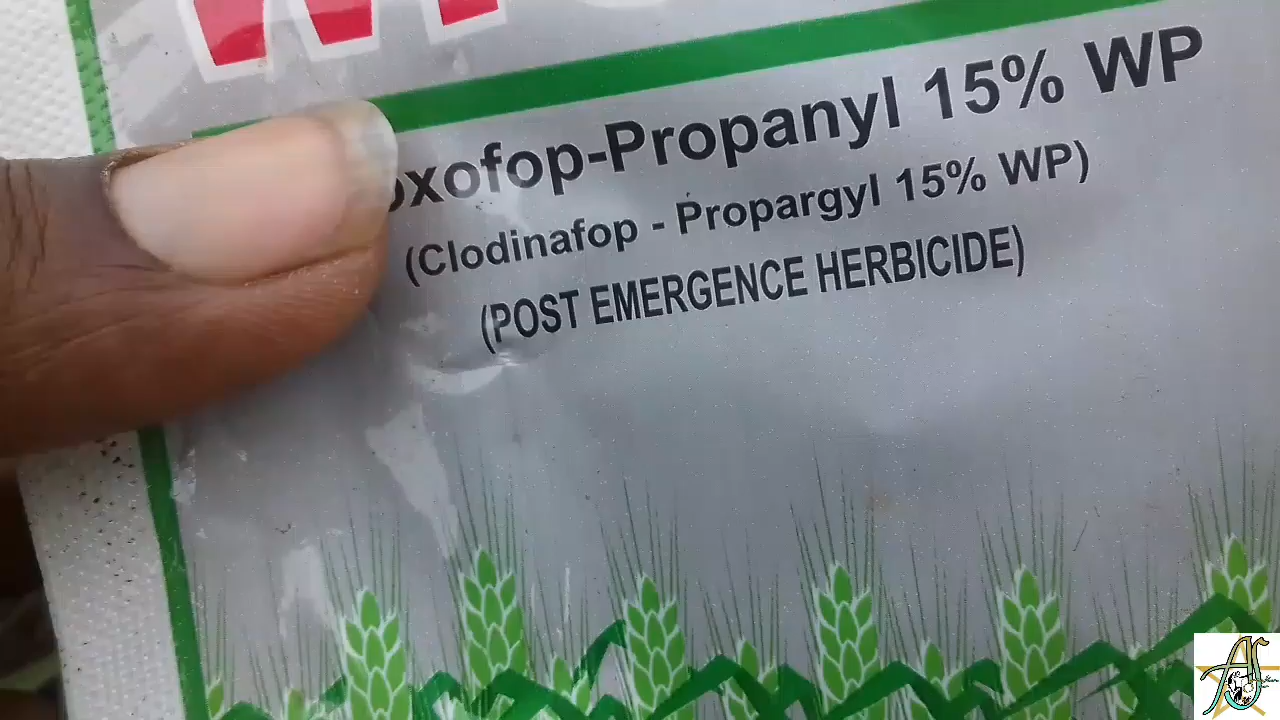 oxofop-Propanyl 15% WP
(Clodinafop - Propargyl 15% WP)
(POST EMERGENCE HERBICIDE)